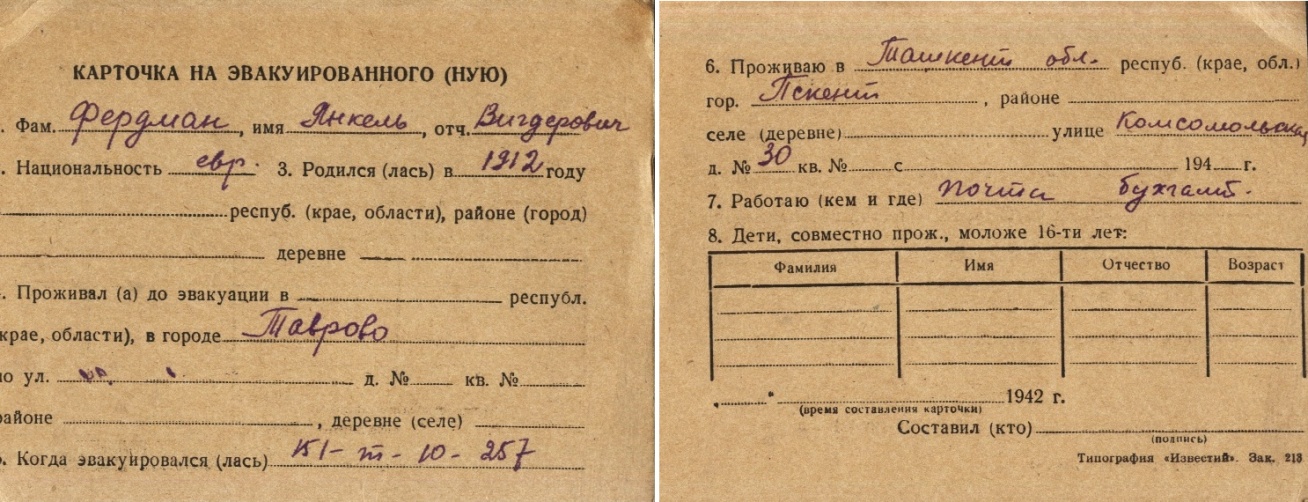 КАРТОЧКА НА ЭВАКУИРОВАННОГО (НУЮ)
. Фам. Фердман, имя Янкель, отч. Вигдерович
. Национальность евр. 3. Родился (лась) в 1912 году
респуб. (крае, области), районе (город)
деревне
. Проживал (а) до эвакуации в республ.
крае, области), в городе Таврово
по ул. д. № кв. №
районе , деревне (селе)
. Когда эвакуировался (лась) 151- т - 10 - 257
6. Проживаю в Ташкент обл. респуб. (крае, обл.)
гор. Пскент , районе
селе (деревне) улице Комсомольская
д. № 30 кв. № с 194 г.
7. Работаю (кем и где) почта бухгалт.
8. Дети, совместно прож., моложе 16-ти лет:
Фамилия Имя Отчество Возраст
1942 г.
(время составления карточки)
Составил (кто)
(подпись)
Типография «Известий». Зак. 213